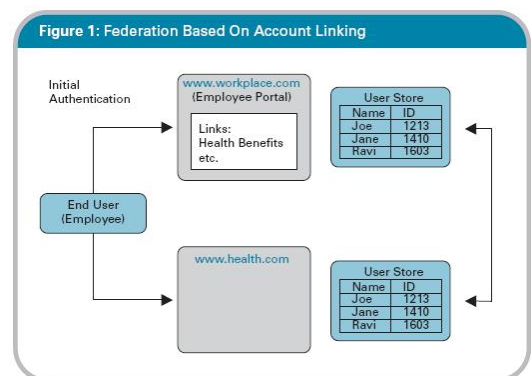 Figure 1: Federation Based On Account Linking
Initial
Authentication
www.workplace.com
(Employee Portal)
Links:
Health Benefits
etc.
User Store
Name ID
Joe 1213
Jane 1410
Ravi 1603
End User
(Employee)
www.health.com
User Store
Name ID
Joe 1213
Jane 1410
Ravi 1603